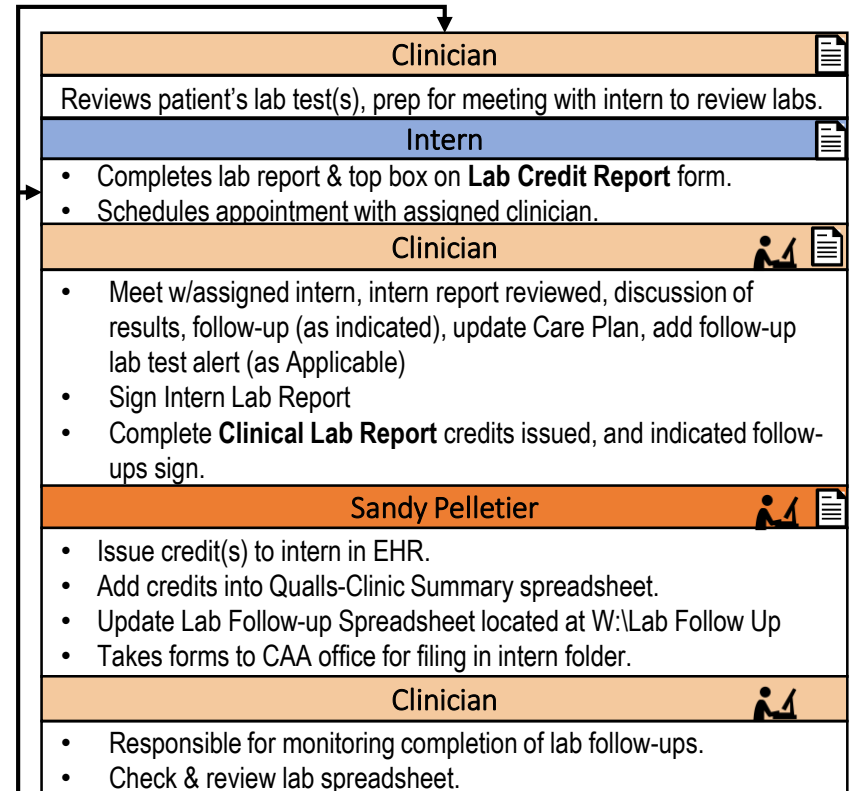 Clinician
Reviews patient's lab test(s), prep for meeting with intern to review labs.
Intern
• Completes lab report & top box on Lab Credit Report form.
• Schedules appointment with assigned clinician.
Clinician
• Meet w/assigned intern, intern report reviewed, discussion of
results, follow-up (as indicated), update Care Plan, add follow-up
lab test alert (as Applicable)
• Sign Intern Lab Report
• Complete Clinical Lab Report credits issued, and indicated follow-
ups sign.
Sandy Pelletier
• Issue credit(s) to intern in EHR.
• Add credits into Qualls-Clinic Summary spreadsheet.
• Update Lab Follow-up Spreadsheet located at W:\Lab Follow Up
• Takes forms to CAA office for filing in intern folder.
Clinician
• Responsible for monitoring completion of lab follow-ups.
• Check & review lab spreadsheet.